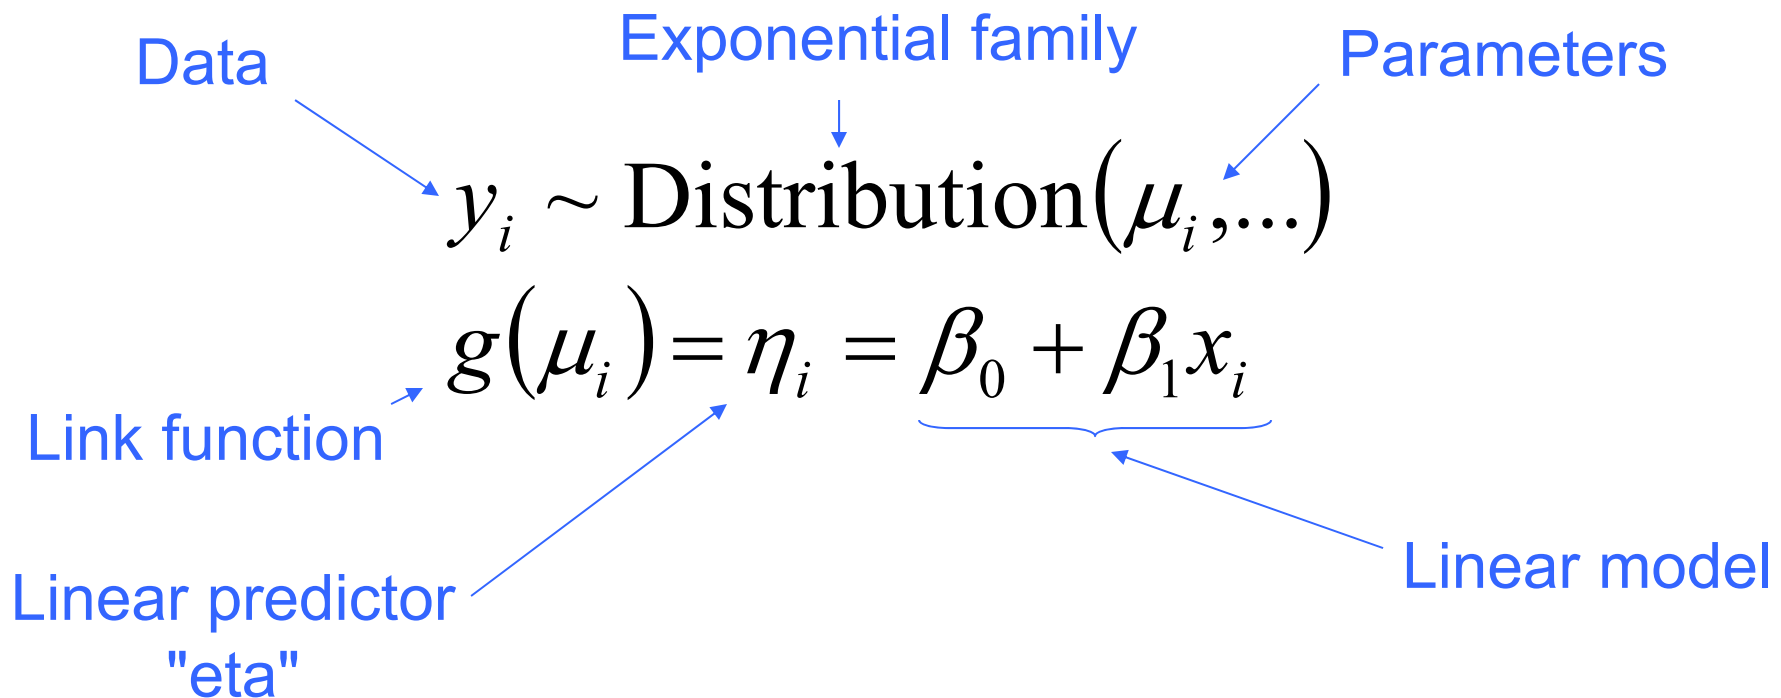 Data
Exponential family
Parameters
yᵢ ~ Distribution(μᵢ,...)
g(μᵢ) = ηᵢ = β₀ + β₁xᵢ
Link function
Linear predictor
"eta"
Linear model